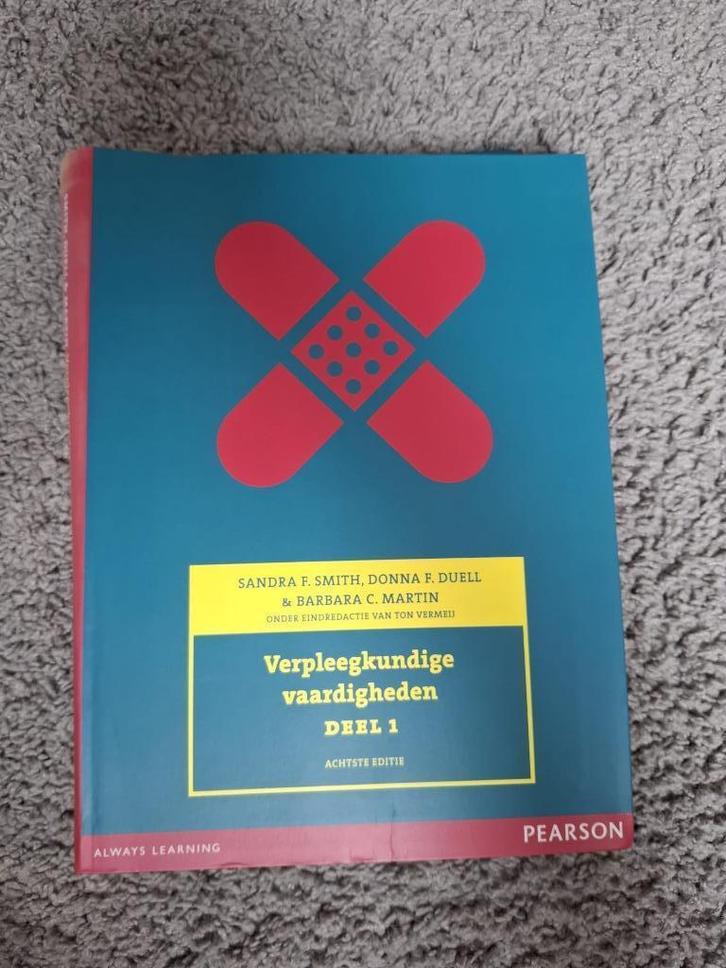 SANDRA F. SMITH, DONNA F. DUELL
& BARBARA C. MARTIN
ONDER EINDREDACTIE VAN TON VERMEIJ
Verpleegkundige
vaardigheden
DEEL 1
ACHTSTE EDITIE
ALWAYS LEARNING
PEARSON